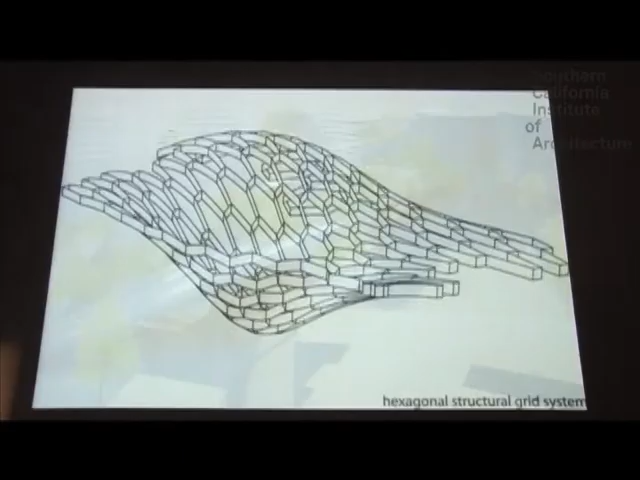 Southern
California
Institute
of
Architecture
hexagonal structural grid system